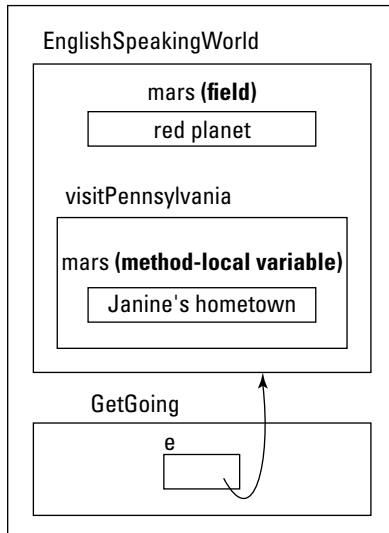 EnglishSpeakingWorld
mars (field)
red planet
visitPennsylvania
mars (method-local variable)
Janine's hometown
GetGoing
e